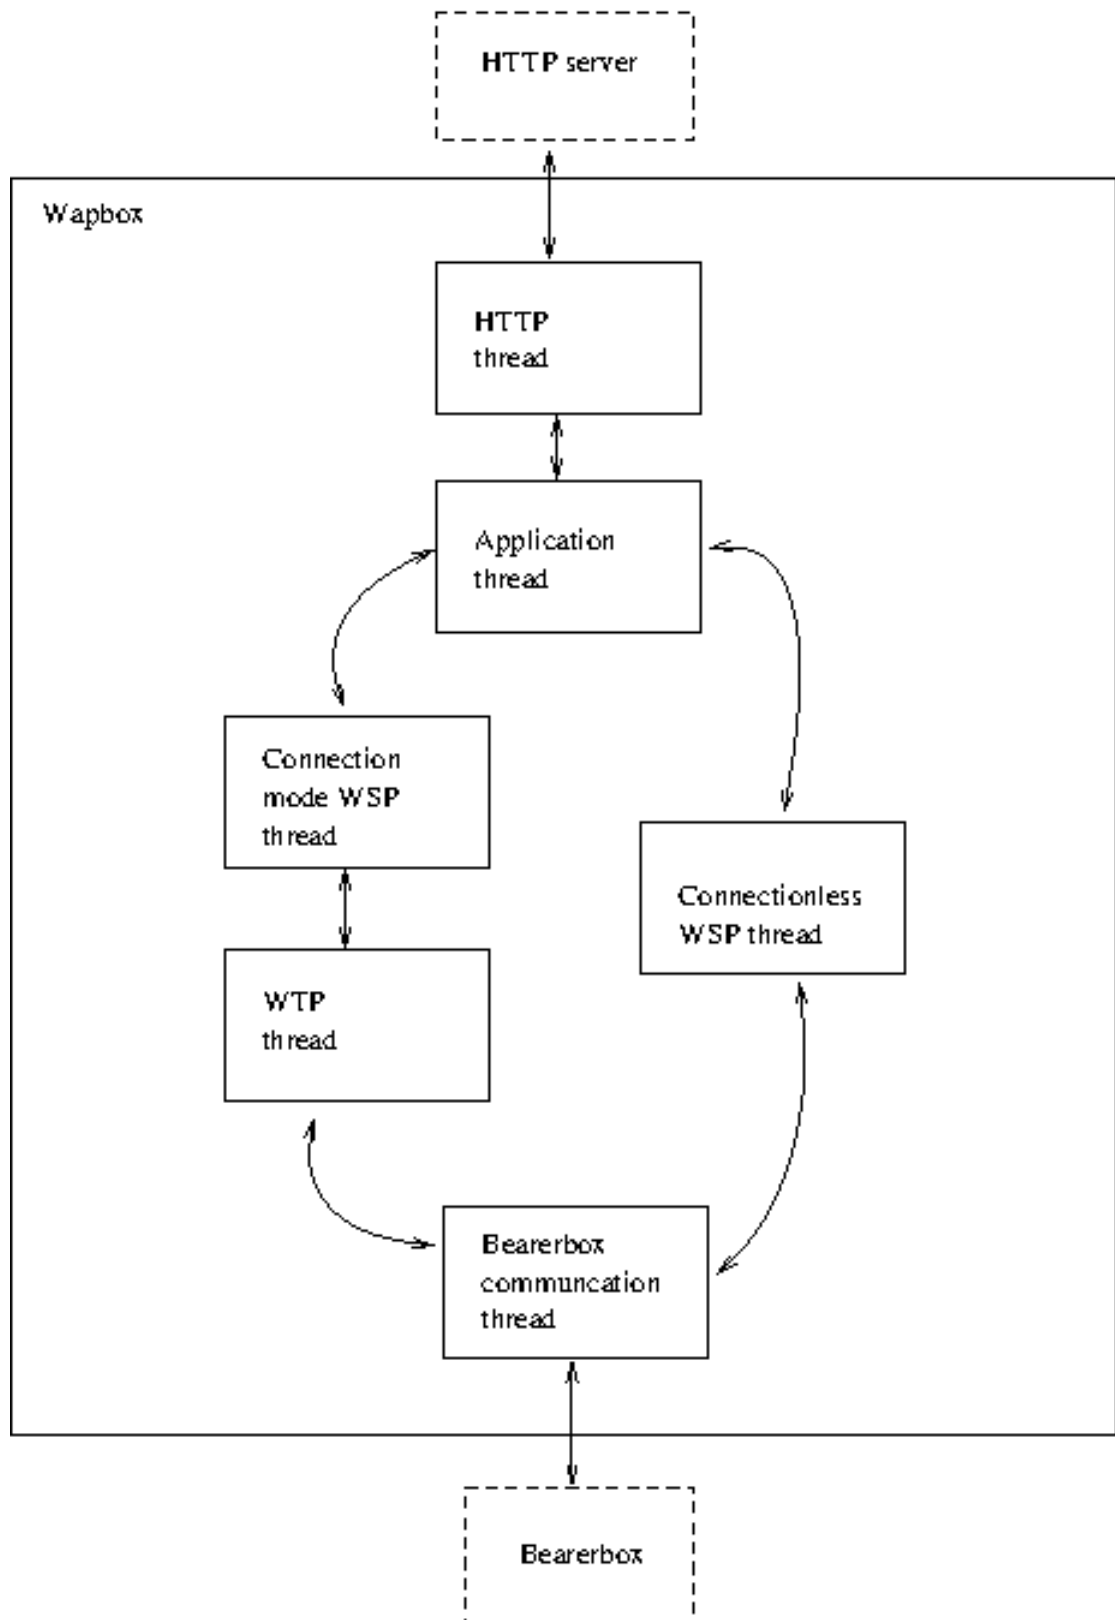 HTTP server
Wapbox
HTTP
thread
Application
thread
Connection
mode WSP
thread
Connectionless
WSP thread
WTP
thread
Bearerbox
communcation
thread
Bearerbox